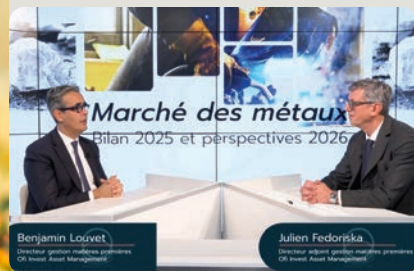 Marché des métaux
Bilan 2025 et perspectives 2026
Benjamin Louvet
Directeur gestion matières premières
Ofi Invest Asset Management
Julien Fedoriska
Directeur adjoint gestion matières premières
Ofi Invest Asset Management